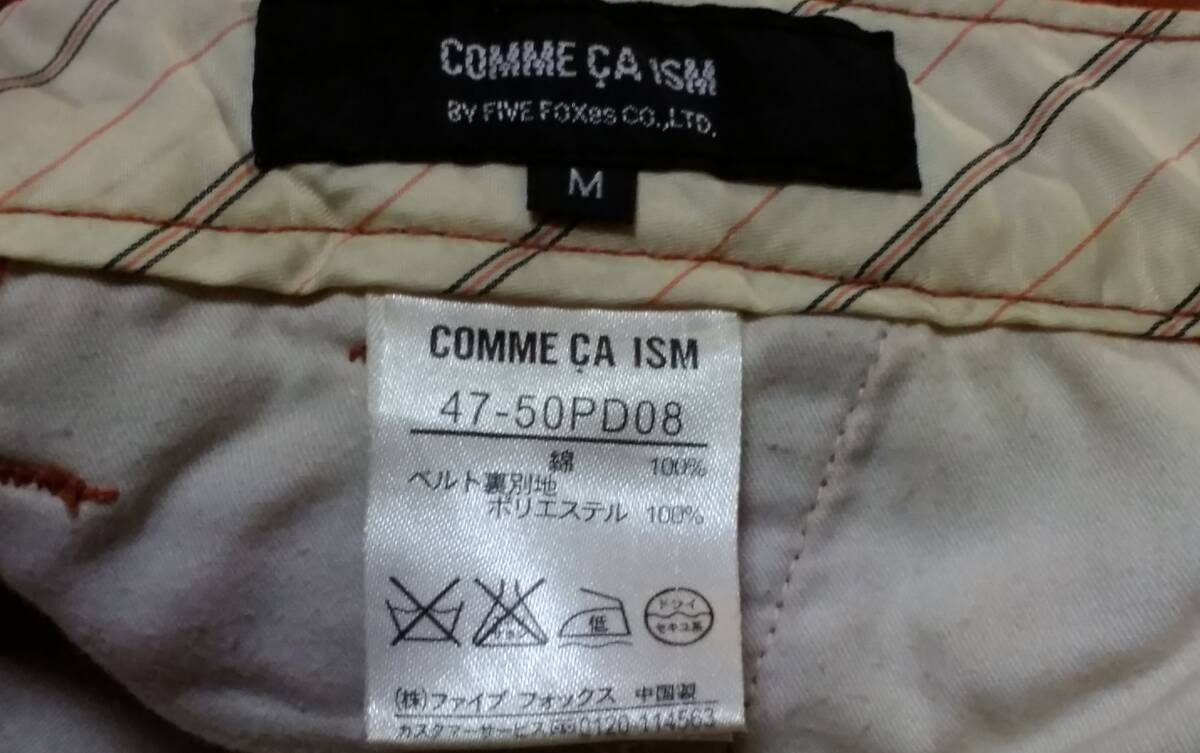 COMME ÇA ISM
BY FIVE FOXes CO.,LTD.
M
COMME ÇA ISM
47-50PD08
綿 100%
ベルト裏別地
ポリエステル 100%
低
ドライ
セキユ系
(株)ファイブ フォックス 中国製
カスタマーサービス 0120-114563